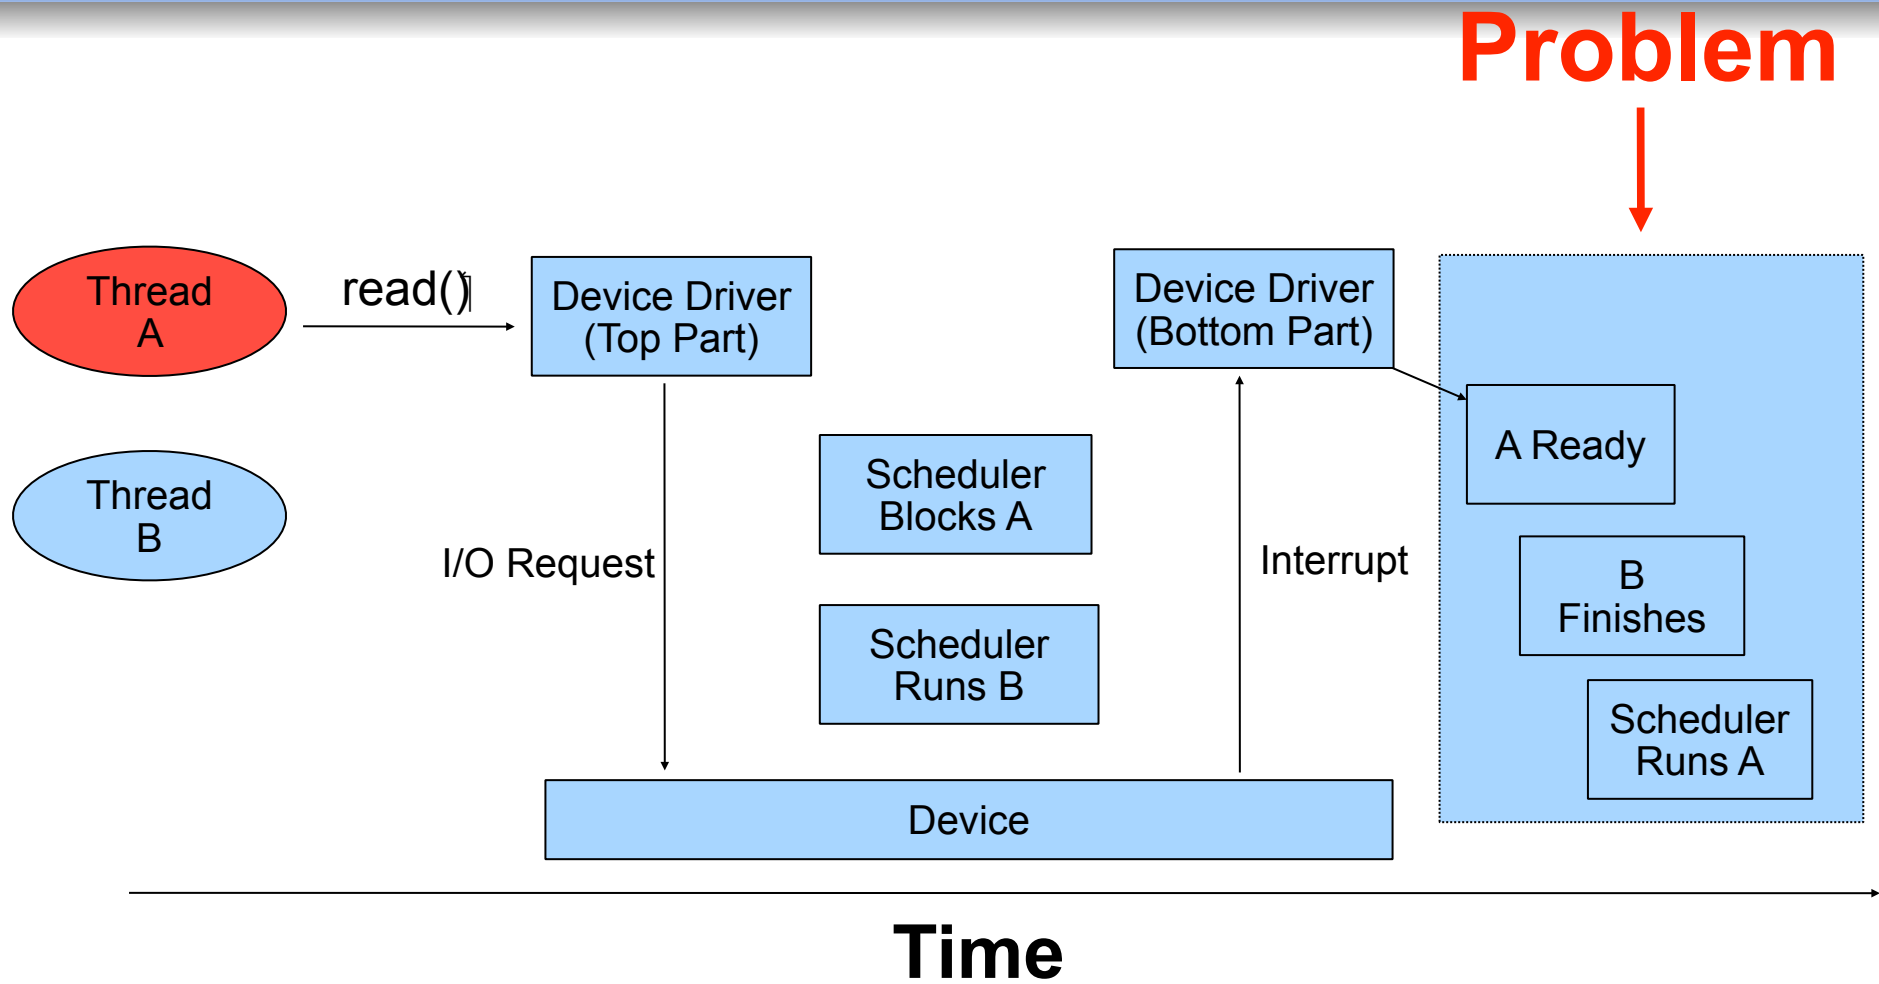 Problem
Thread
A
read()
Device Driver
(Top Part)
Device Driver
(Bottom Part)
A Ready
Thread
B
Scheduler
Blocks A
I/O Request
Interrupt
B
Finishes
Scheduler
Runs B
Scheduler
Runs A
Device
Time